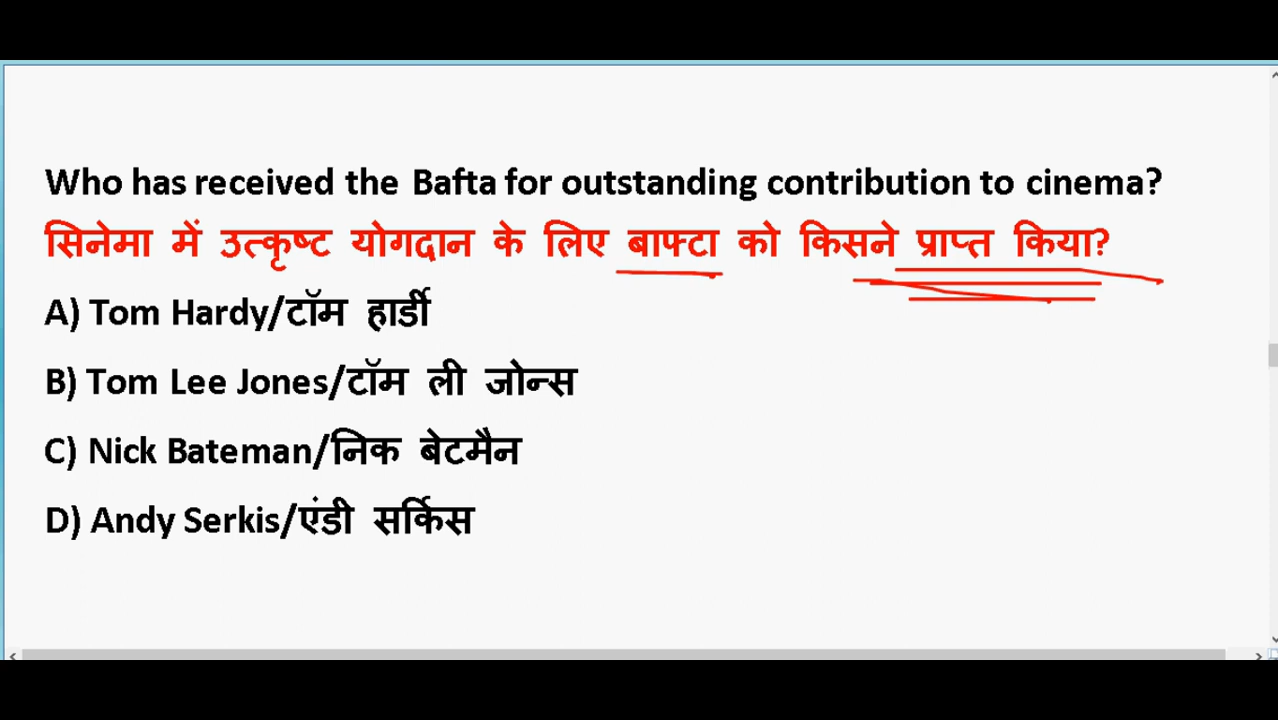 Who has received the Bafta for outstanding contribution to cinema?
सिनेमा में उत्कृष्ट योगदान के लिए बाफ्टा को किसने प्राप्त किया?
A) Tom Hardy/टॉम हार्डी
B) Tom Lee Jones/टॉम ली जोन्स
C) Nick Bateman/निक बेटमैन
D) Andy Serkis/एंडी सर्किस